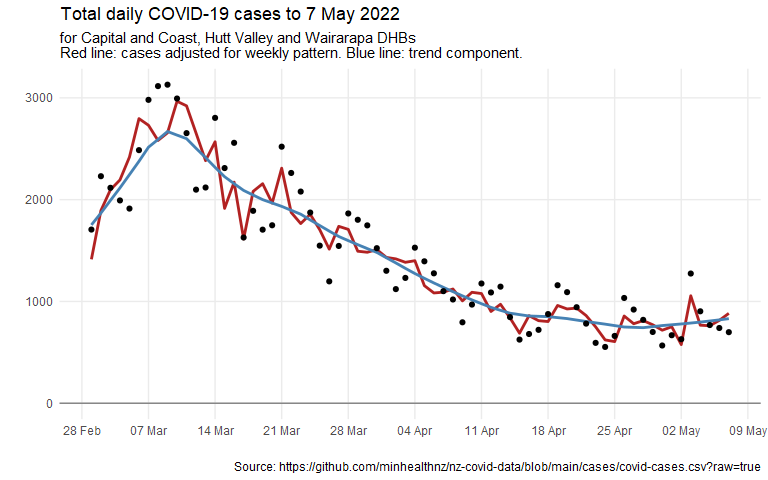 Total daily COVID-19 cases to 7 May 2022
for Capital and Coast, Hutt Valley and Wairarapa DHBs
Red line: cases adjusted for weekly pattern. Blue line: trend component.
3000
2000
1000
0
28 Feb 07 Mar 14 Mar 21 Mar 28 Mar 04 Apr 11 Apr 18 Apr 25 Apr 02 May 09 May
Source: https://github.com/minhealthnz/nz-covid-data/blob/main/cases/covid-cases.csv?raw=true